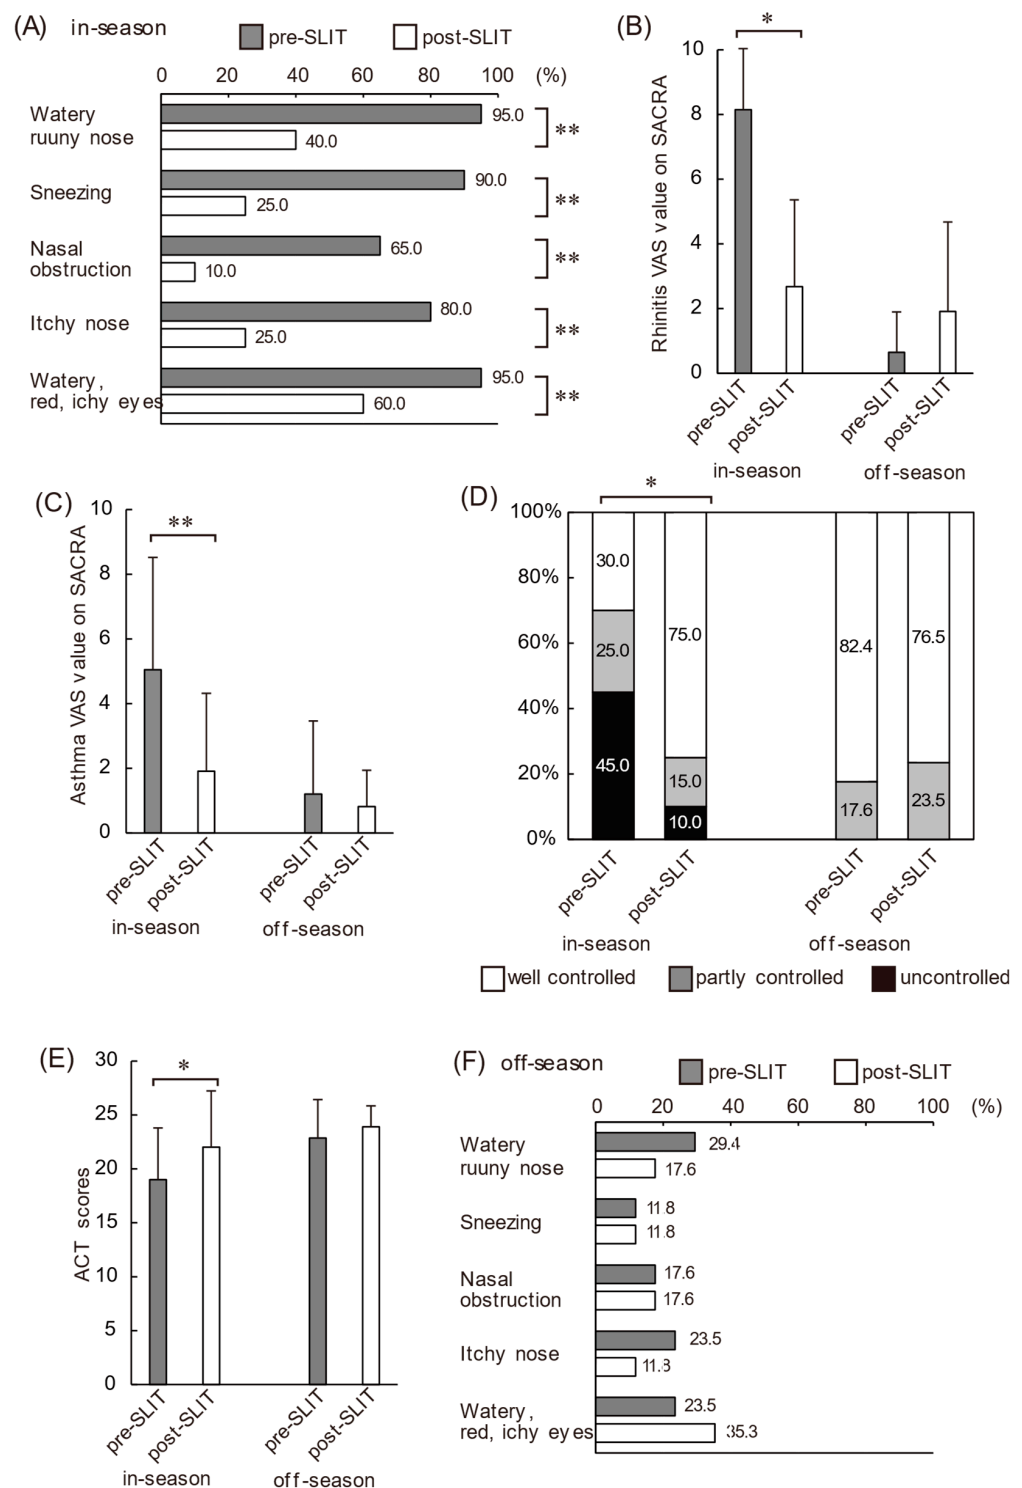 (A) in-season pre-SLIT post-SLIT
0 20 40 60 80 100 (%)
Watery
ruuny nose
95.0
40.0
**
Sneezing
90.0
25.0
**
Nasal
obstruction
65.0
10.0
**
Itchy nose
80.0
25.0
**
Watery,
red, ichy eyes
95.0
60.0
**
(B)
*
Rhinitis VAS value on SACRA
10
8
6
4
2
0
pre-SLIT post-SLIT pre-SLIT post-SLIT
in-season off-season
(C)
**
Asthma VAS value on SACRA
10
8
6
4
2
0
pre-SLIT post-SLIT pre-SLIT post-SLIT
in-season off-season
(D)
*
100%
80%
60%
40%
20%
0%
30.0
25.0
45.0
75.0
15.0
10.0
82.4
17.6
76.5
23.5
pre-SLIT post-SLIT pre-SLIT post-SLIT
in-season off-season
well controlled partly controlled uncontrolled
(E)
*
ACT scores
30
25
20
15
10
5
0
pre-SLIT post-SLIT pre-SLIT post-SLIT
in-season off-season
(F) off-season pre-SLIT post-SLIT
0 20 40 60 80 100 (%)
Watery
ruuny nose
29.4
17.6
Sneezing
11.8
11.8
Nasal
obstruction
17.6
17.6
Itchy nose
23.5
11.8
Watery,
red, ichy eyes
23.5
35.3